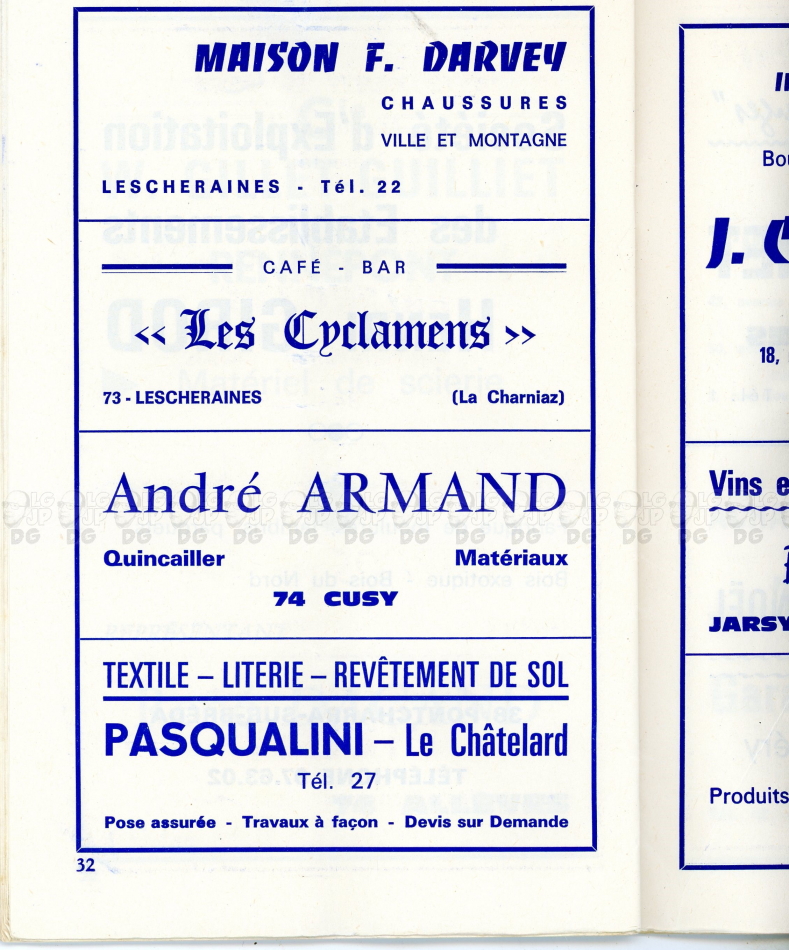 MAISON F. DARVEY
CHAUSSURES
VILLE ET MONTAGNE
LESCHERAINES - Tél. 22
CAFÉ - BAR
« Les Cyclamens »
73 - LESCHERAINES (La Charniaz)
André ARMAND
Quincailler Matériaux
74 CUSY
TEXTILE – LITERIE – REVÊTEMENT DE SOL
PASQUALINI – Le Châtelard
Tél. 27
Pose assurée - Travaux à façon - Devis sur Demande
32
J.
18,
Vins
JARSY
Produits